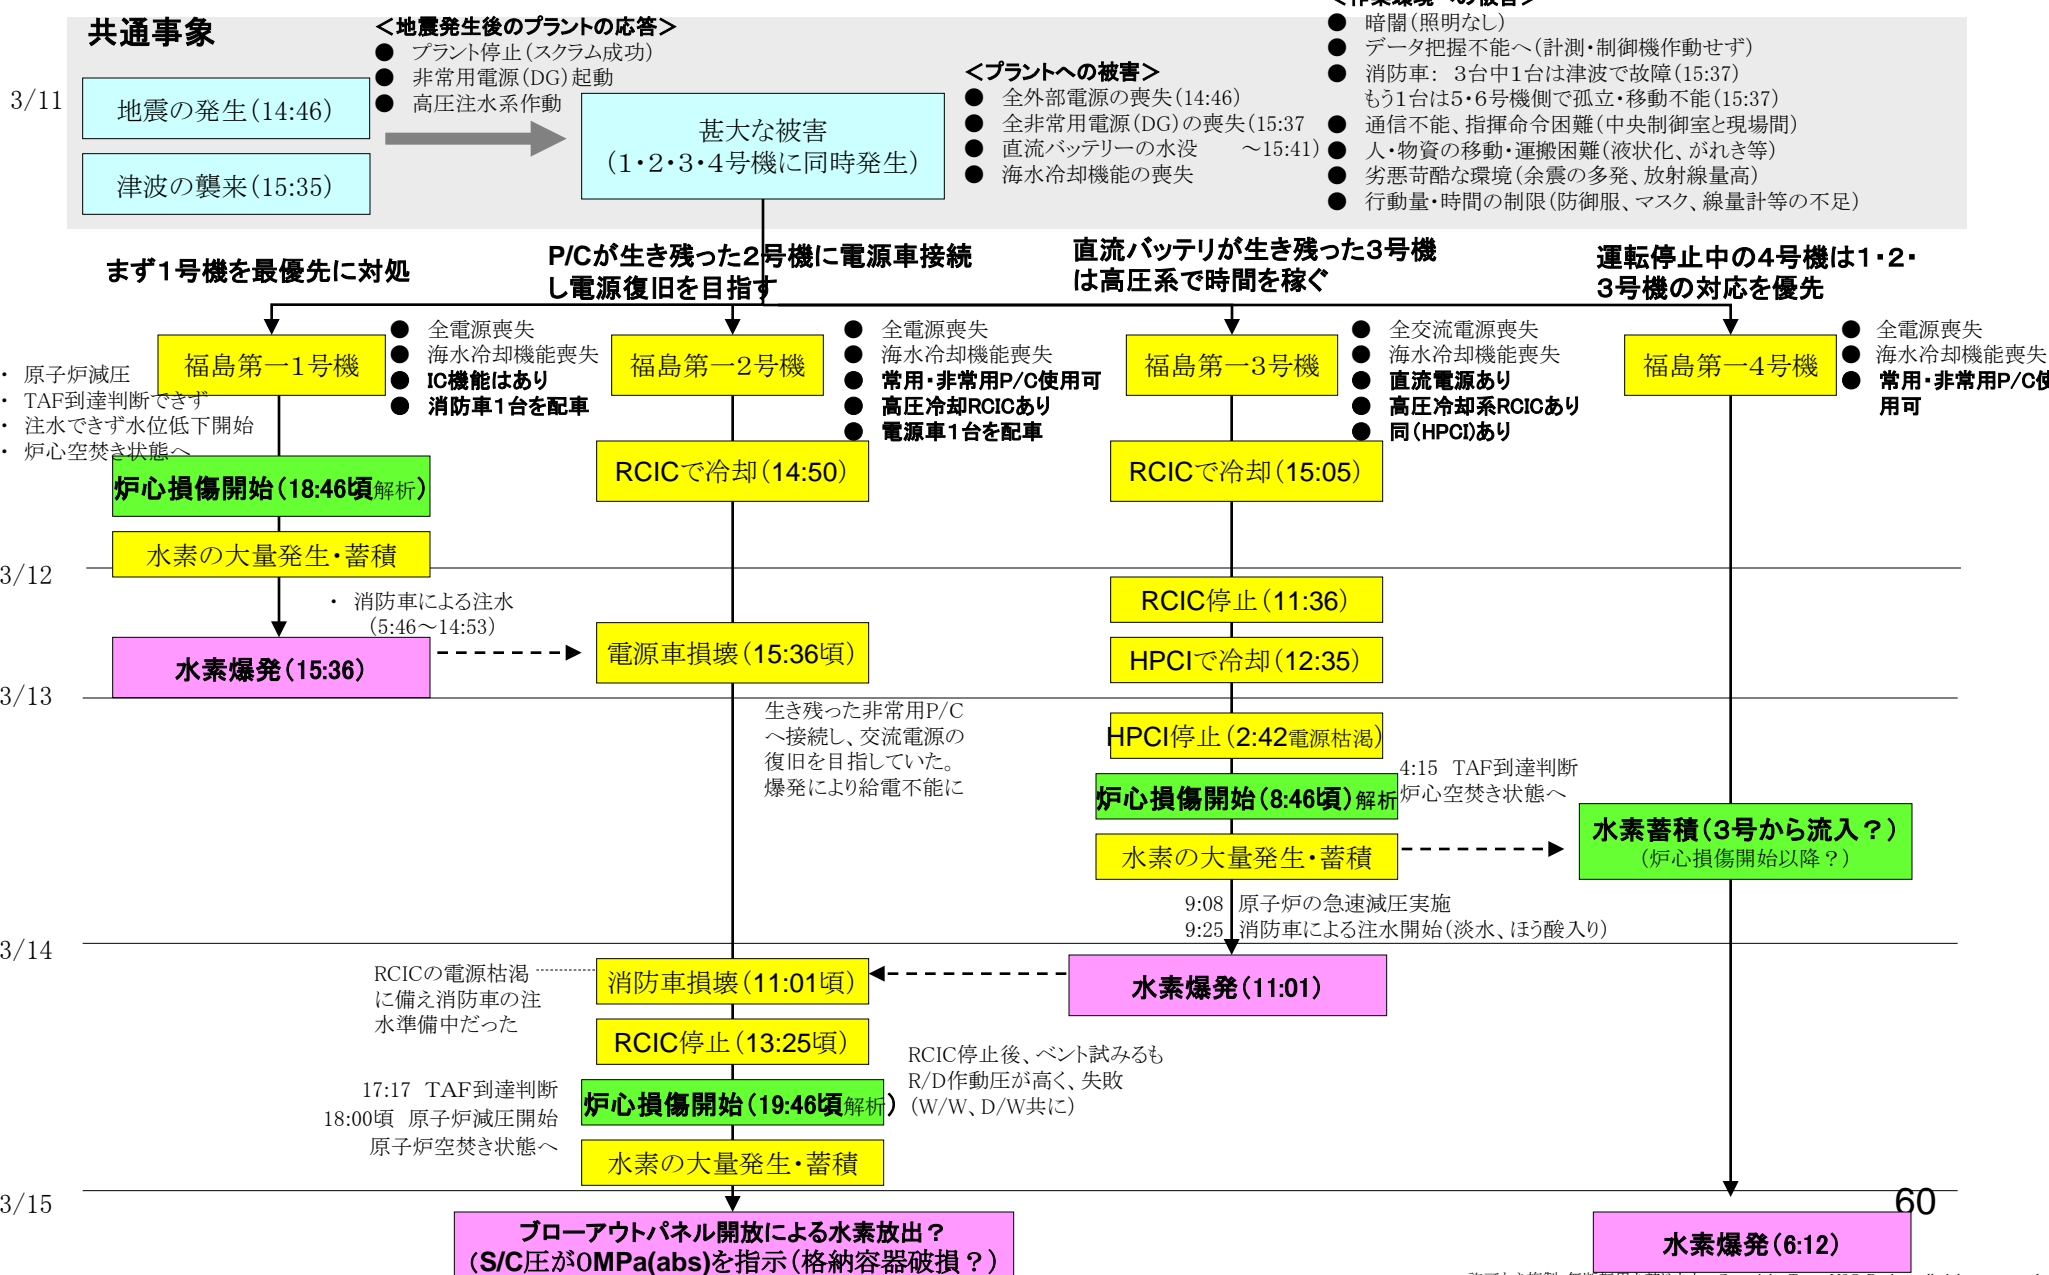 共通事象
3/11
地震の発生(14:46)
津波の襲来(15:35)
＜地震発生後のプラントの応答＞
● プラント停止(スクラム成功)
● 非常用電源(DG)起動
● 高圧注水系作動
甚大な被害
(1・2・3・4号機に同時発生)
＜プラントへの被害＞
● 全外部電源の喪失(14:46)
● 全非常用電源(DG)の喪失(15:37
● 直流バッテリーの水没 ～15:41)
● 海水冷却機能の喪失
＜作業環境への被害＞
● 暗闇(照明なし)
● データ把握不能へ(計測・制御機作動せず)
● 消防車: 3台中1台は津波で故障(15:37)
もう1台は5・6号機側で孤立・移動不能(15:37)
● 通信不能、指揮命令困難(中央制御室と現場間)
● 人・物資の移動・運搬困難(液状化、がれき等)
● 劣悪苛酷な環境(余震の多発、放射線量高)
● 行動量・時間の制限(防御服、マスク、線量計等の不足)
まず1号機を最優先に対処
P/Cが生き残った2号機に電源車接続
し電源復旧を目指す
直流バッテリが生き残った3号機
は高圧系で時間を稼ぐ
運転停止中の4号機は1・2・
3号機の対応を優先
福島第一1号機
● 全電源喪失
● 海水冷却機能喪失
● IC機能はあり
● 消防車1台を配車
福島第一2号機
● 全電源喪失
● 海水冷却機能喪失
● 常用・非常用P/C使用可
● 高圧冷却RCICあり
● 電源車1台を配車
福島第一3号機
● 全交流電源喪失
● 海水冷却機能喪失
● 直流電源あり
● 高圧冷却系RCICあり
● 同(HPCI)あり
福島第一4号機
● 全電源喪失
● 海水冷却機能喪失
● 常用・非常用P/C使
用可
・ 原子炉減圧
・ TAF到達判断できず
・ 注水できず水位低下開始
・ 炉心空焚き状態へ
炉心損傷開始(18:46頃解析)
水素の大量発生・蓄積
RCICで冷却(14:50)
RCICで冷却(15:05)
3/12
・ 消防車による注水
(5:46～14:53)
水素爆発(15:36)
電源車損壊(15:36頃)
RCIC停止(11:36)
HPCIで冷却(12:35)
3/13
生き残った非常用P/C
へ接続し、交流電源の
復旧を目指していた。
爆発により給電不能に
HPCI停止(2:42電源枯渇)
4:15 TAF到達判断
炉心空焚き状態へ
炉心損傷開始(8:46頃)解析
水素の大量発生・蓄積
水素蓄積(3号から流入？)
(炉心損傷開始以降？)
9:08 原子炉の急速減圧実施
9:25 消防車による注水開始(淡水、ほう酸入り)
3/14
RCICの電源枯渇
に備え消防車の注
水準備中だった
消防車損壊(11:01頃)
水素爆発(11:01)
RCIC停止(13:25頃)
RCIC停止後、ベント試みるも
R/D作動圧が高く、失敗
(W/W、D/W共に)
17:17 TAF到達判断
18:00頃 原子炉減圧開始
原子炉空焚き状態へ
炉心損傷開始(19:46頃解析)
水素の大量発生・蓄積
3/15
60
ブローアウトパネル開放による水素放出？
(S/C圧が0MPa(abs)を指示(格納容器破損？)
水素爆発(6:12)